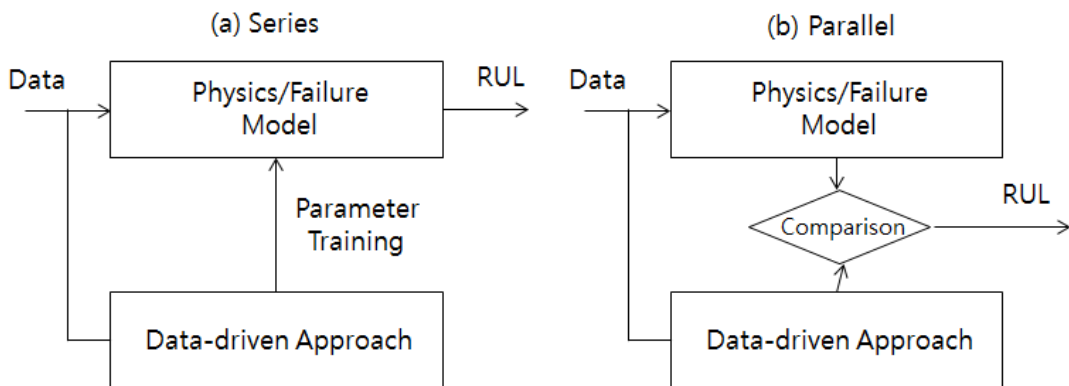 (a) Series
Data
Physics/Failure
Model
RUL
Parameter
Training
Data-driven Approach
(b) Parallel
Data
Physics/Failure
Model
Comparison
RUL
Data-driven Approach